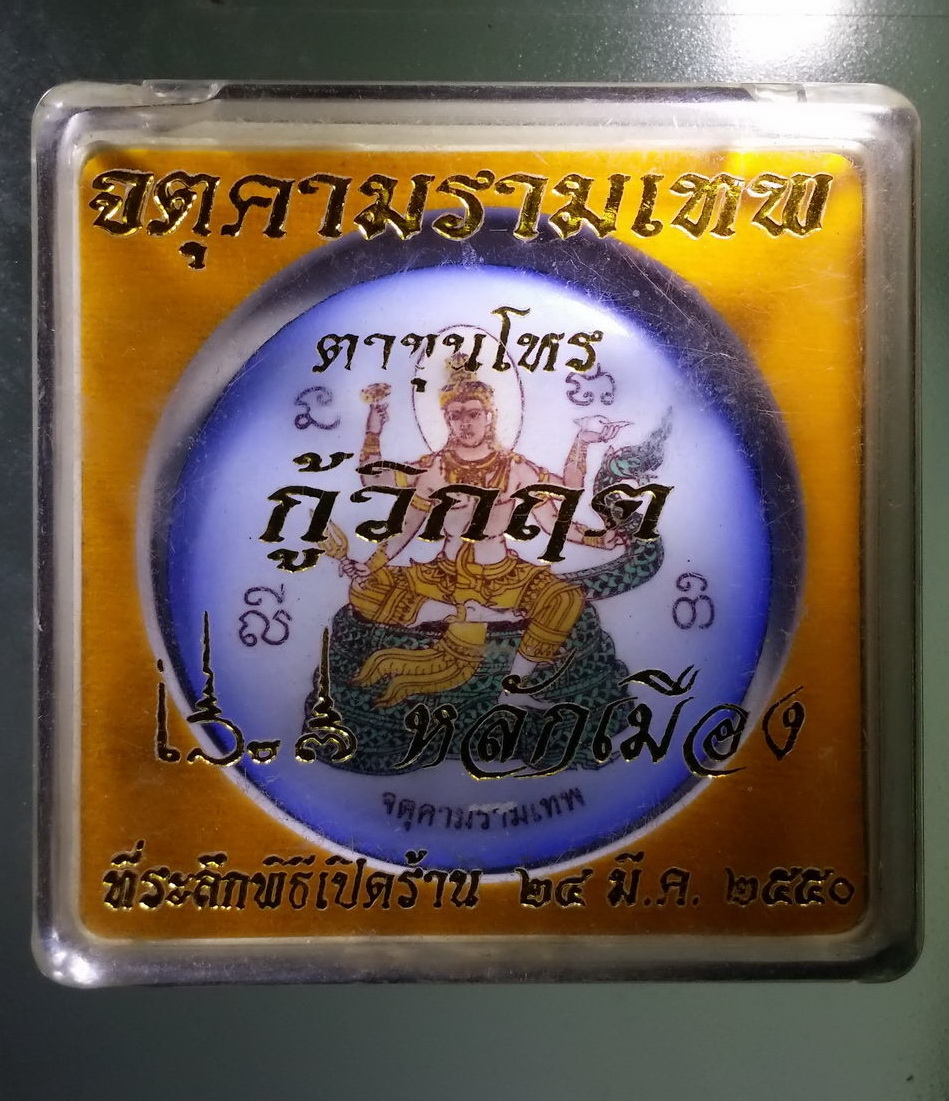 จตุคามรามเทพ
ตาขุนโหร
กู้วิกฤต
หลักเมือง
จตุคามรามเทพ
ที่ระลึกพิธีเปิดร้าน ๒๔ มี.ค. ๒๕๕๐